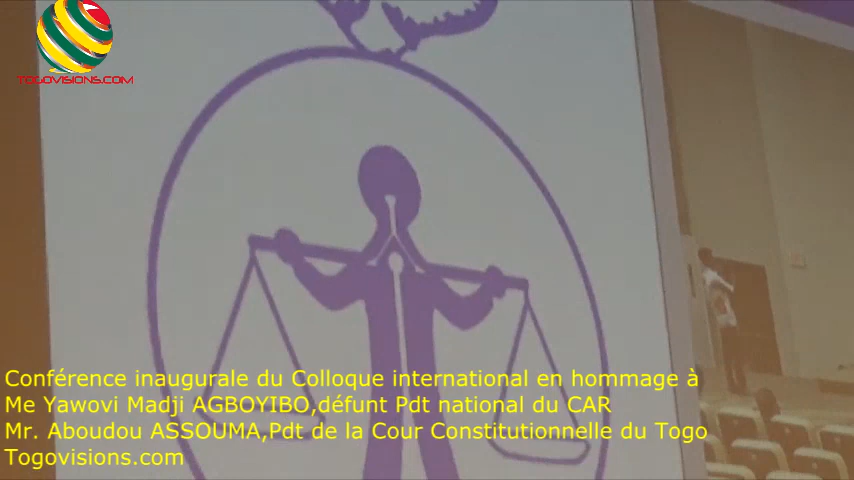 TOGOVISIONS.COM
Conférence inaugurale du Colloque international en hommage à
Me Yawovi Madji AGBOYIBO,défunt Pdt national du CAR
Mr. Aboudou ASSOUMA,Pdt de la Cour Constitutionnelle du Togo
Togovisions.com